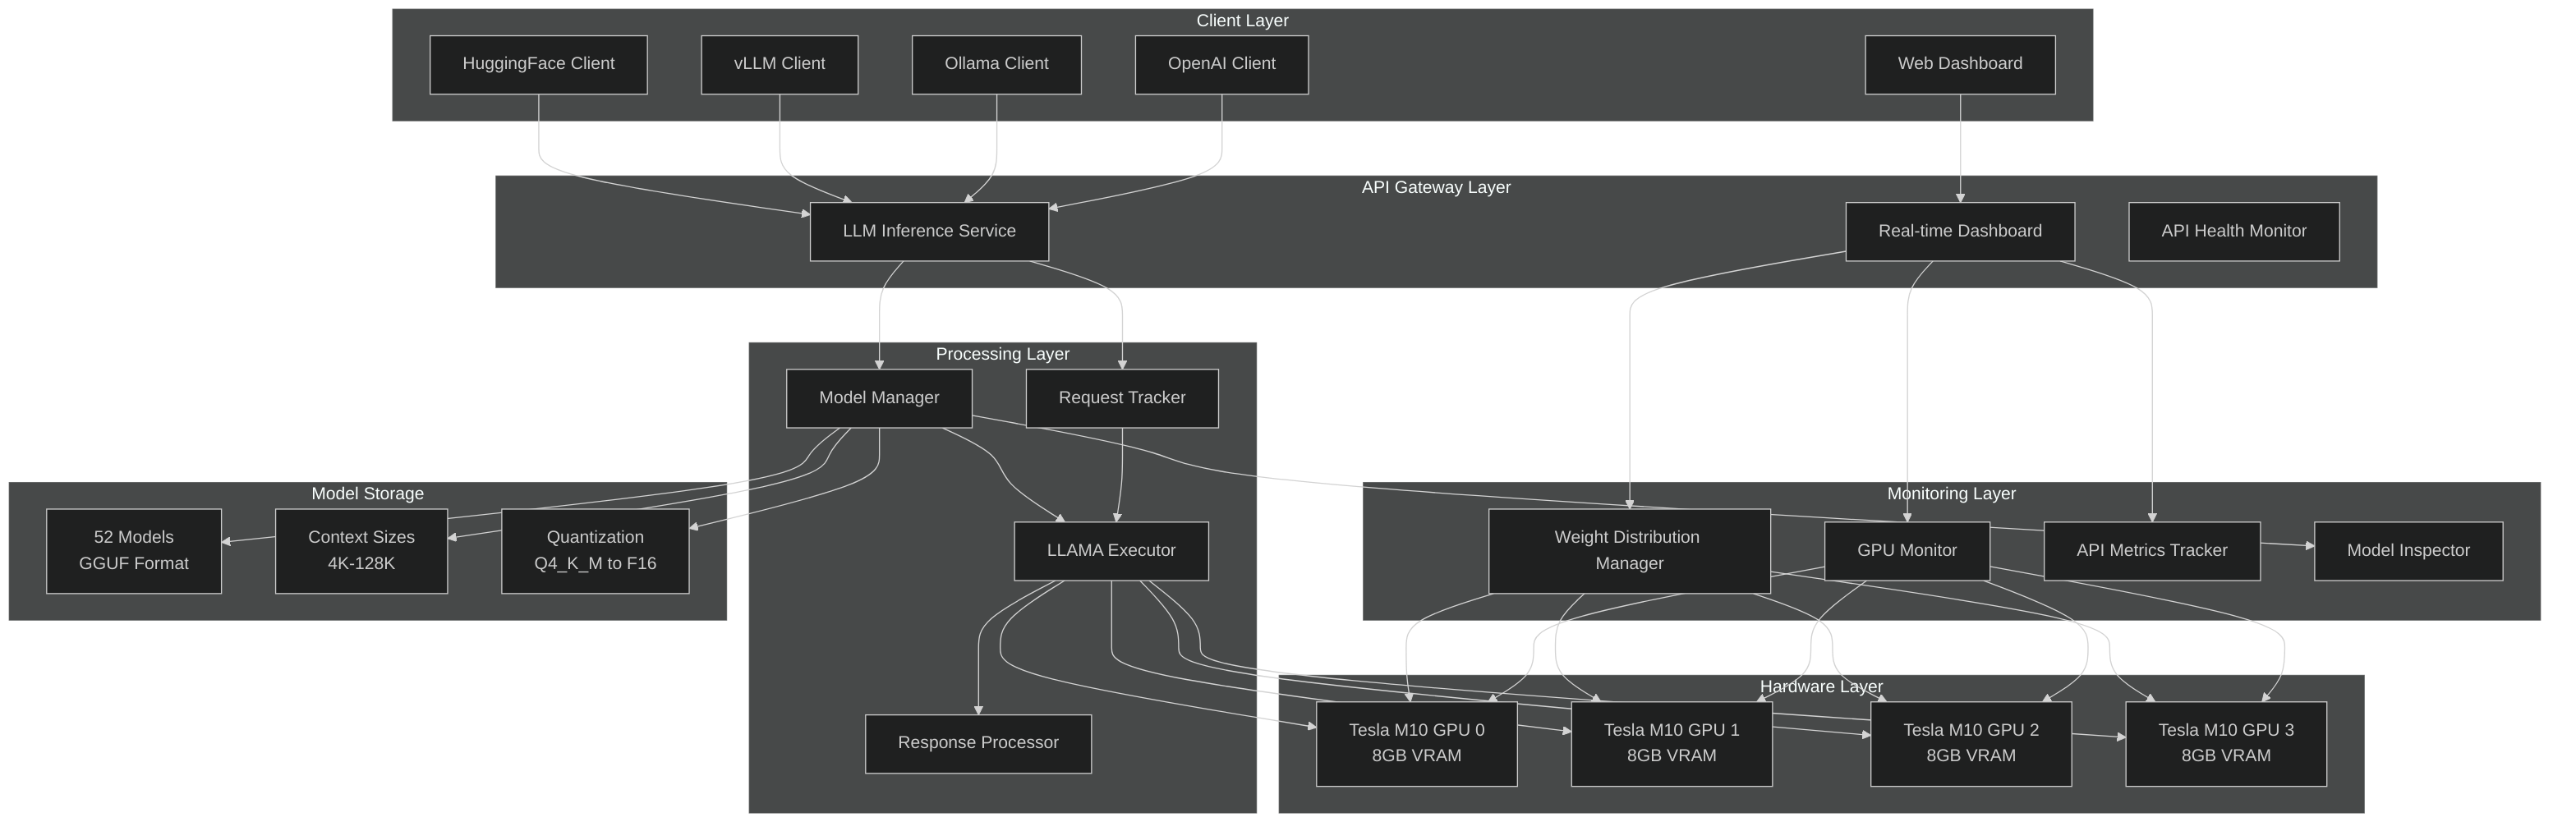 Client Layer
HuggingFace Client
vLLM Client
Ollama Client
OpenAI Client
Web Dashboard
API Gateway Layer
LLM Inference Service
Real-time Dashboard
API Health Monitor
Processing Layer
Model Manager
Request Tracker
LLAMA Executor
Response Processor
Model Storage
52 Models
GGUF Format
Context Sizes
4K-128K
Quantization
Q4_K_M to F16
Monitoring Layer
Weight Distribution
Manager
GPU Monitor
API Metrics Tracker
Model Inspector
Hardware Layer
Tesla M10 GPU 0
8GB VRAM
Tesla M10 GPU 1
8GB VRAM
Tesla M10 GPU 2
8GB VRAM
Tesla M10 GPU 3
8GB VRAM